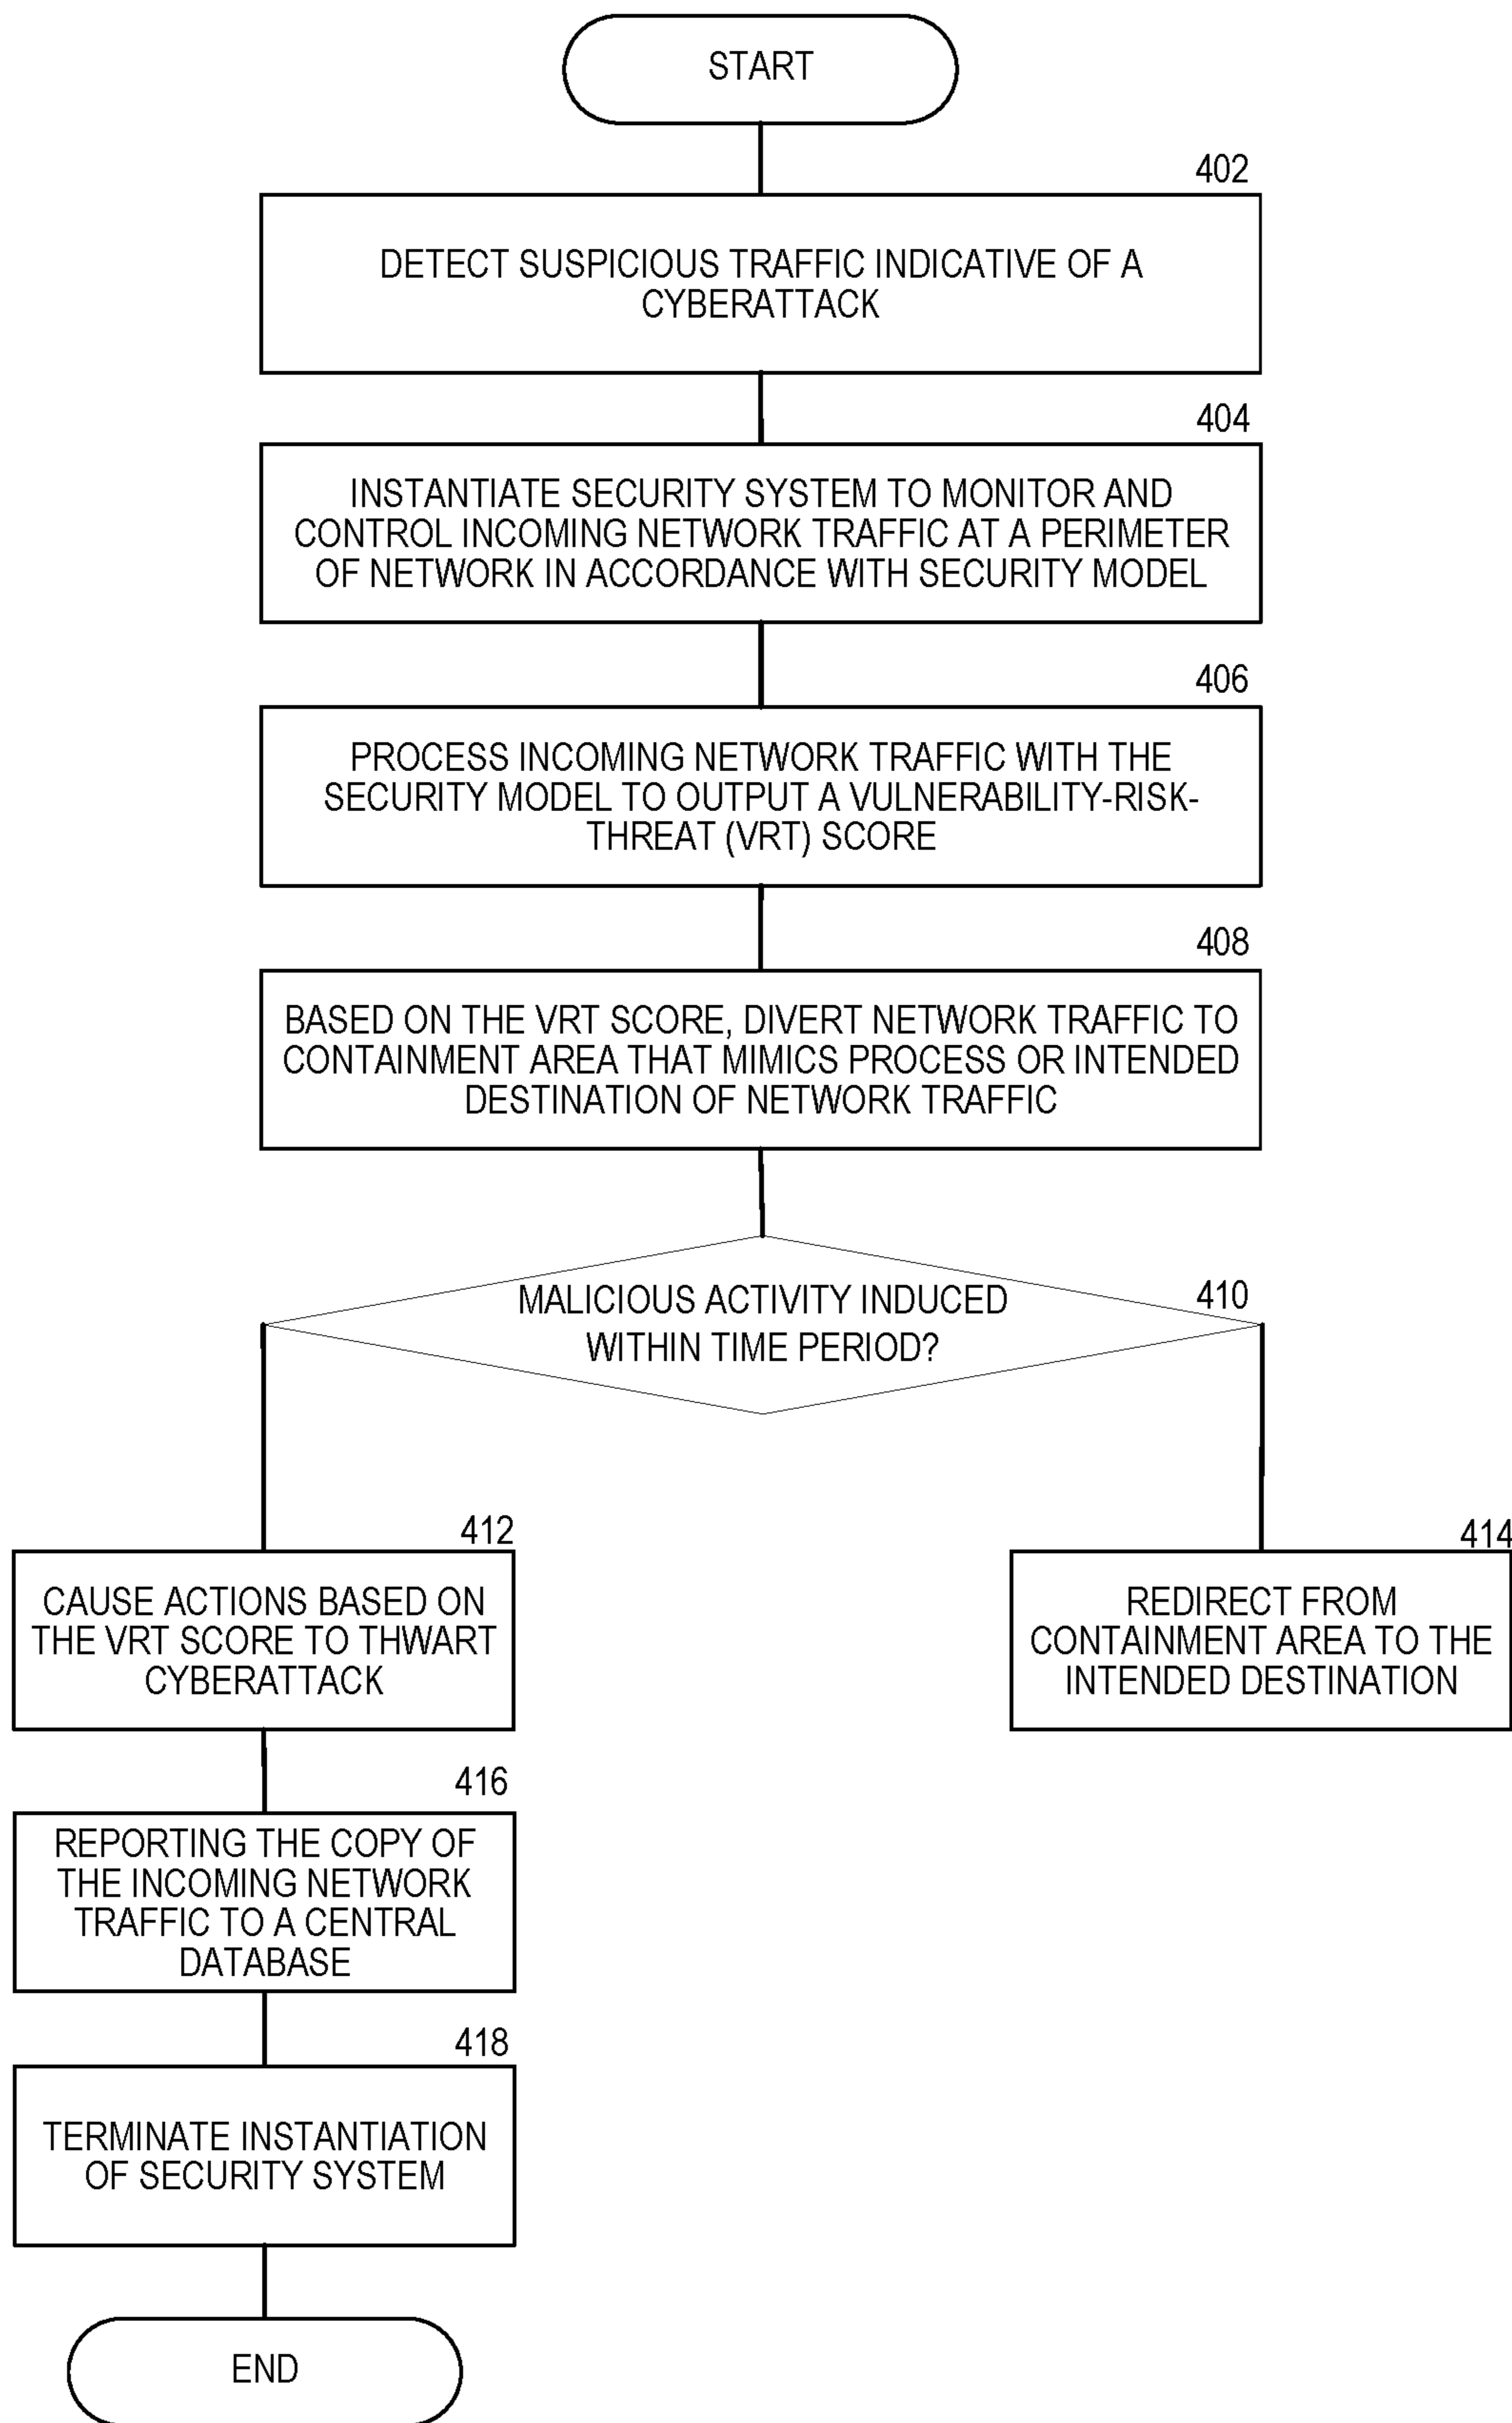 START
402
DETECT SUSPICIOUS TRAFFIC INDICATIVE OF A
CYBERATTACK
404
INSTANTIATE SECURITY SYSTEM TO MONITOR AND
CONTROL INCOMING NETWORK TRAFFIC AT A PERIMETER
OF NETWORK IN ACCORDANCE WITH SECURITY MODEL
406
PROCESS INCOMING NETWORK TRAFFIC WITH THE
SECURITY MODEL TO OUTPUT A VULNERABILITY-RISK-
THREAT (VRT) SCORE
408
BASED ON THE VRT SCORE, DIVERT NETWORK TRAFFIC TO
CONTAINMENT AREA THAT MIMICS PROCESS OR INTENDED
DESTINATION OF NETWORK TRAFFIC
410
MALICIOUS ACTIVITY INDUCED
WITHIN TIME PERIOD?
412
CAUSE ACTIONS BASED ON
THE VRT SCORE TO THWART
CYBERATTACK
414
REDIRECT FROM
CONTAINMENT AREA TO THE
INTENDED DESTINATION
416
REPORTING THE COPY OF
THE INCOMING NETWORK
TRAFFIC TO A CENTRAL
DATABASE
418
TERMINATE INSTANTIATION
OF SECURITY SYSTEM
END